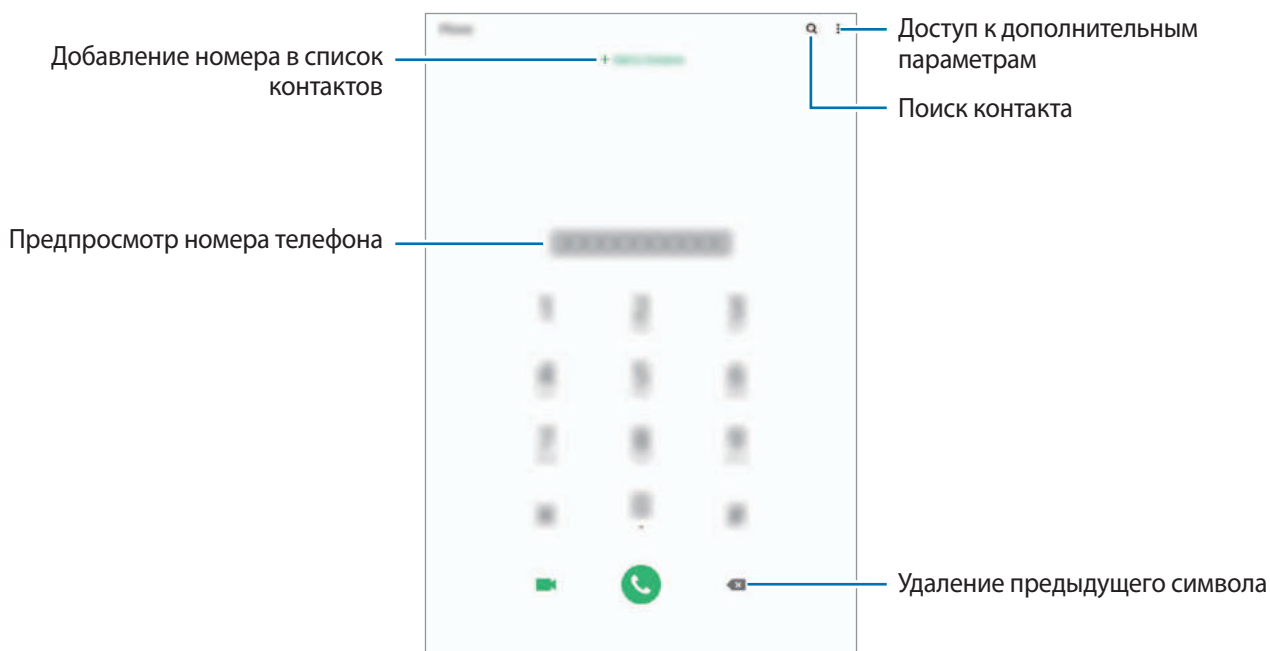 Добавление номера в список
контактов
Доступ к дополнительным
параметрам
Поиск контакта
Предпросмотр номера телефона
Удаление предыдущего символа